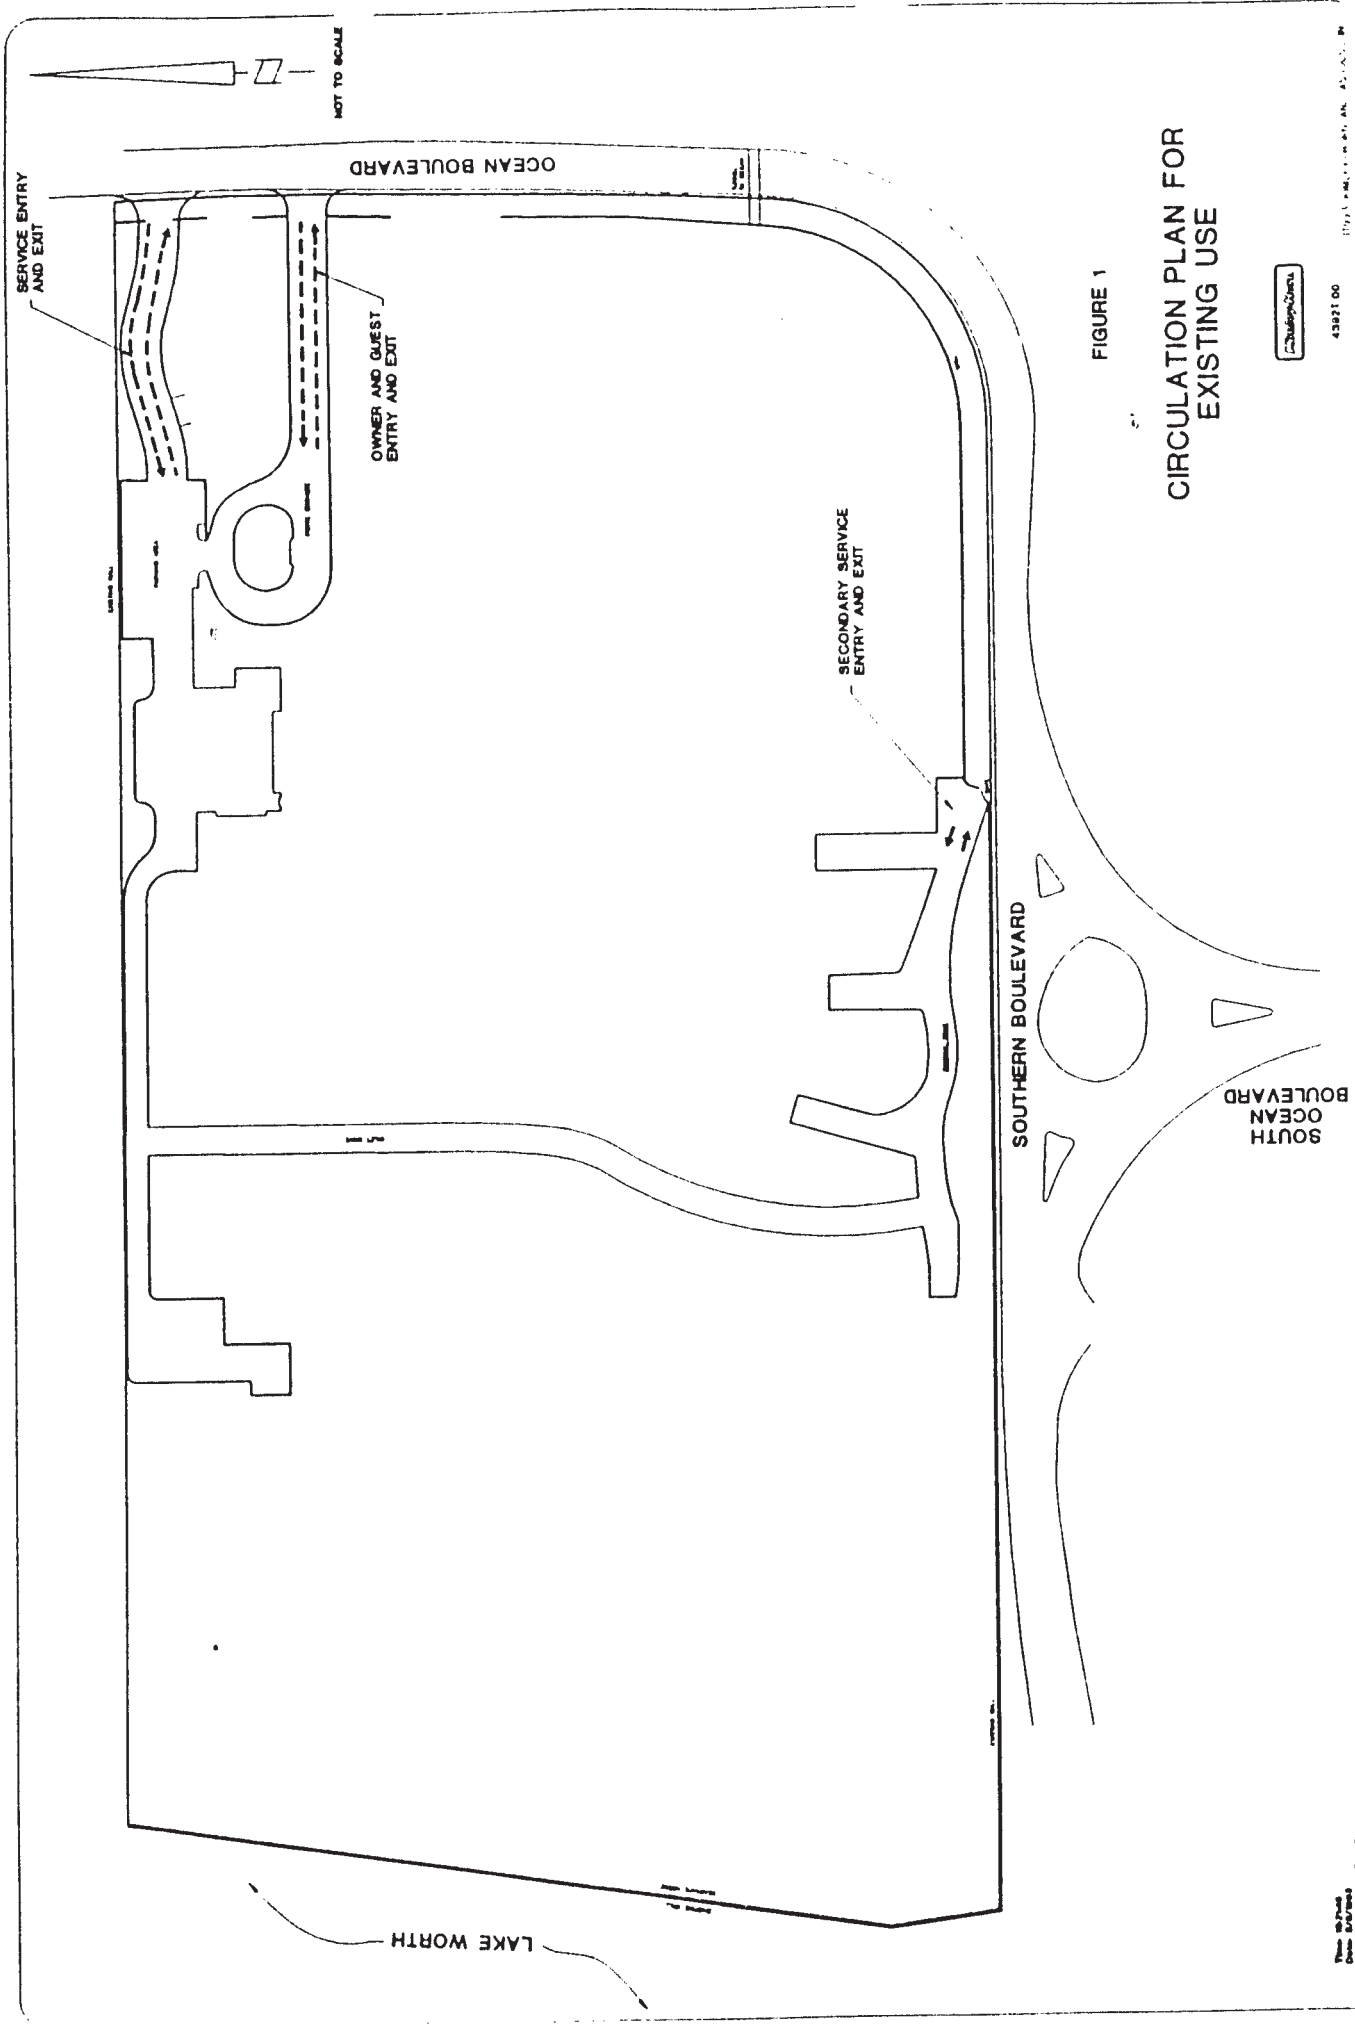 NOT TO SCALE
SERVICE ENTRY
AND EXIT
OCEAN BOULEVARD
OWNER AND GUEST
ENTRY AND EXIT
SECONDARY SERVICE
ENTRY AND EXIT
SOUTHERN BOULEVARD
SOUTH
OCEAN
BOULEVARD
LAKE WORTH
FIGURE 1
CIRCULATION PLAN FOR
EXISTING USE
43921 00